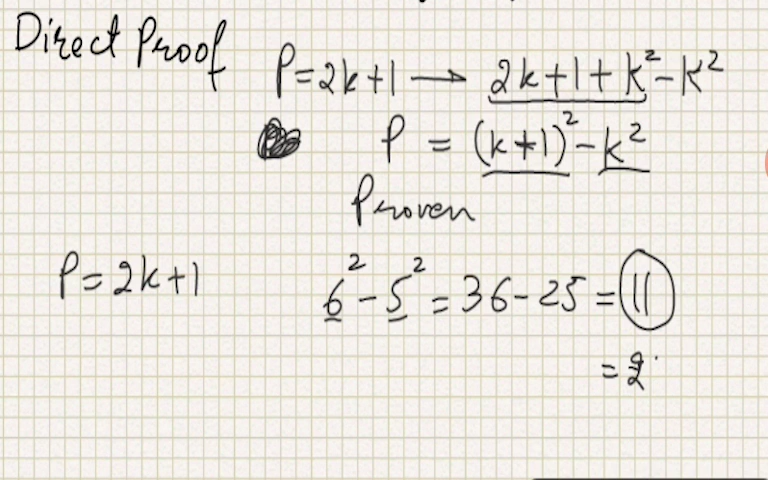 Direct Proof
P=2k+1 → 2k+1+k²-k²
P = (k+1)²-k²
Proven
P=2k+1
6²-5²=36-25=11
=2